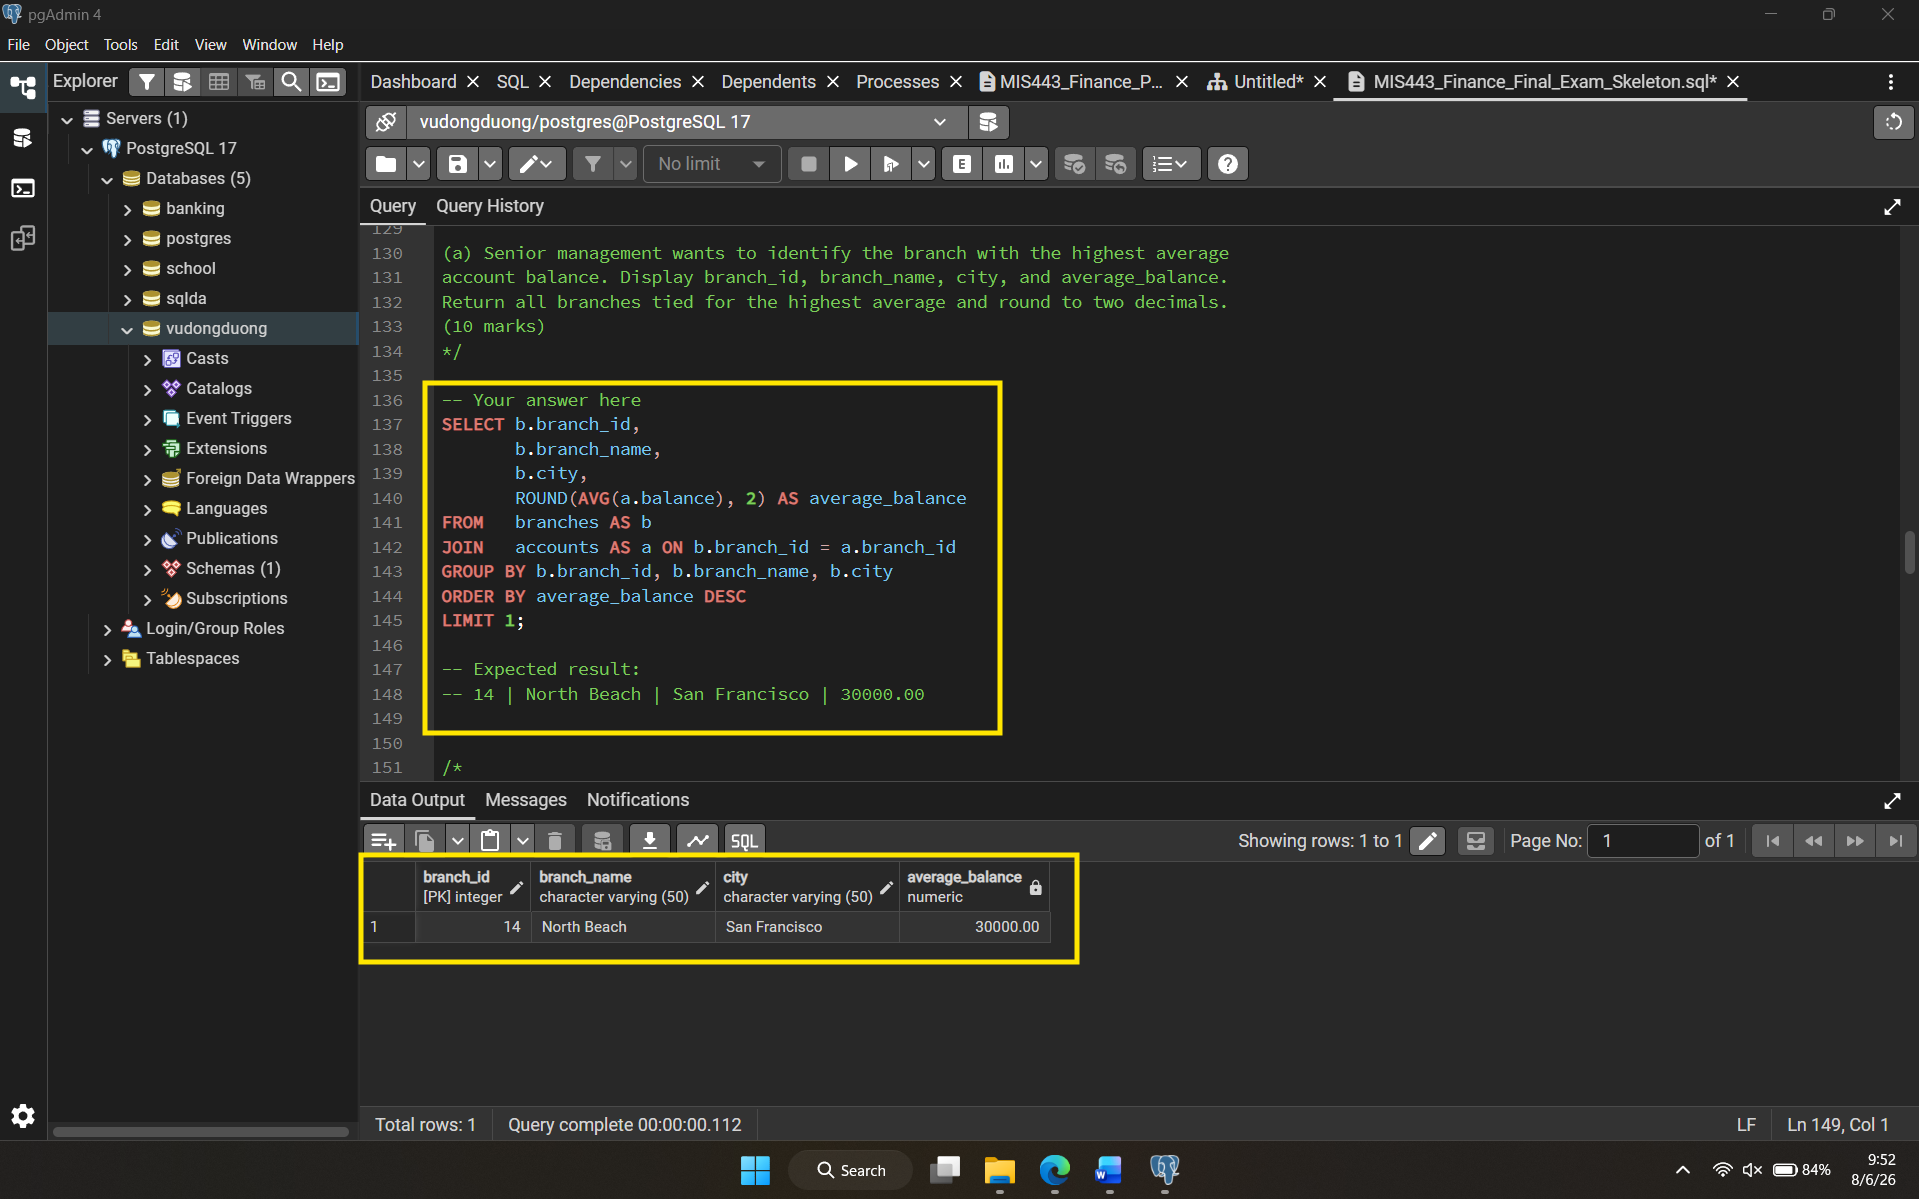 pgAdmin 4
File Object Tools Edit View Window Help
Explorer
Dashboard SQL Dependencies Dependents Processes MIS443_Finance_P... Untitled* MIS443_Finance_Final_Exam_Skeleton.sql*
Servers (1)
PostgreSQL 17
Databases (5)
banking
postgres
school
sqlda
vudongduong
Casts
Catalogs
Event Triggers
Extensions
Foreign Data Wrappers
Languages
Publications
Schemas (1)
Subscriptions
Login/Group Roles
Tablespaces
vudongduong/postgres@PostgreSQL 17
No limit
E
Query Query History
129
130 (a) Senior management wants to identify the branch with the highest average
131 account balance. Display branch_id, branch_name, city, and average_balance.
132 Return all branches tied for the highest average and round to two decimals.
133 (10 marks)
134 */
135
136 -- Your answer here
137 SELECT b.branch_id,
138 b.branch_name,
139 b.city,
140 ROUND(AVG(a.balance), 2) AS average_balance
141 FROM branches AS b
142 JOIN accounts AS a ON b.branch_id = a.branch_id
143 GROUP BY b.branch_id, b.branch_name, b.city
144 ORDER BY average_balance DESC
145 LIMIT 1;
146
147 -- Expected result:
148 -- 14 | North Beach | San Francisco | 30000.00
149
150
151 /*
Data Output Messages Notifications
SQL
Showing rows: 1 to 1
Page No: 1 of 1
branch_id branch_name city average_balance
[PK] integer character varying (50) character varying (50) numeric
1 14 North Beach San Francisco 30000.00
Total rows: 1 Query complete 00:00:00.112
LF Ln 149, Col 1
Search
W
84%
9:52
8/6/26